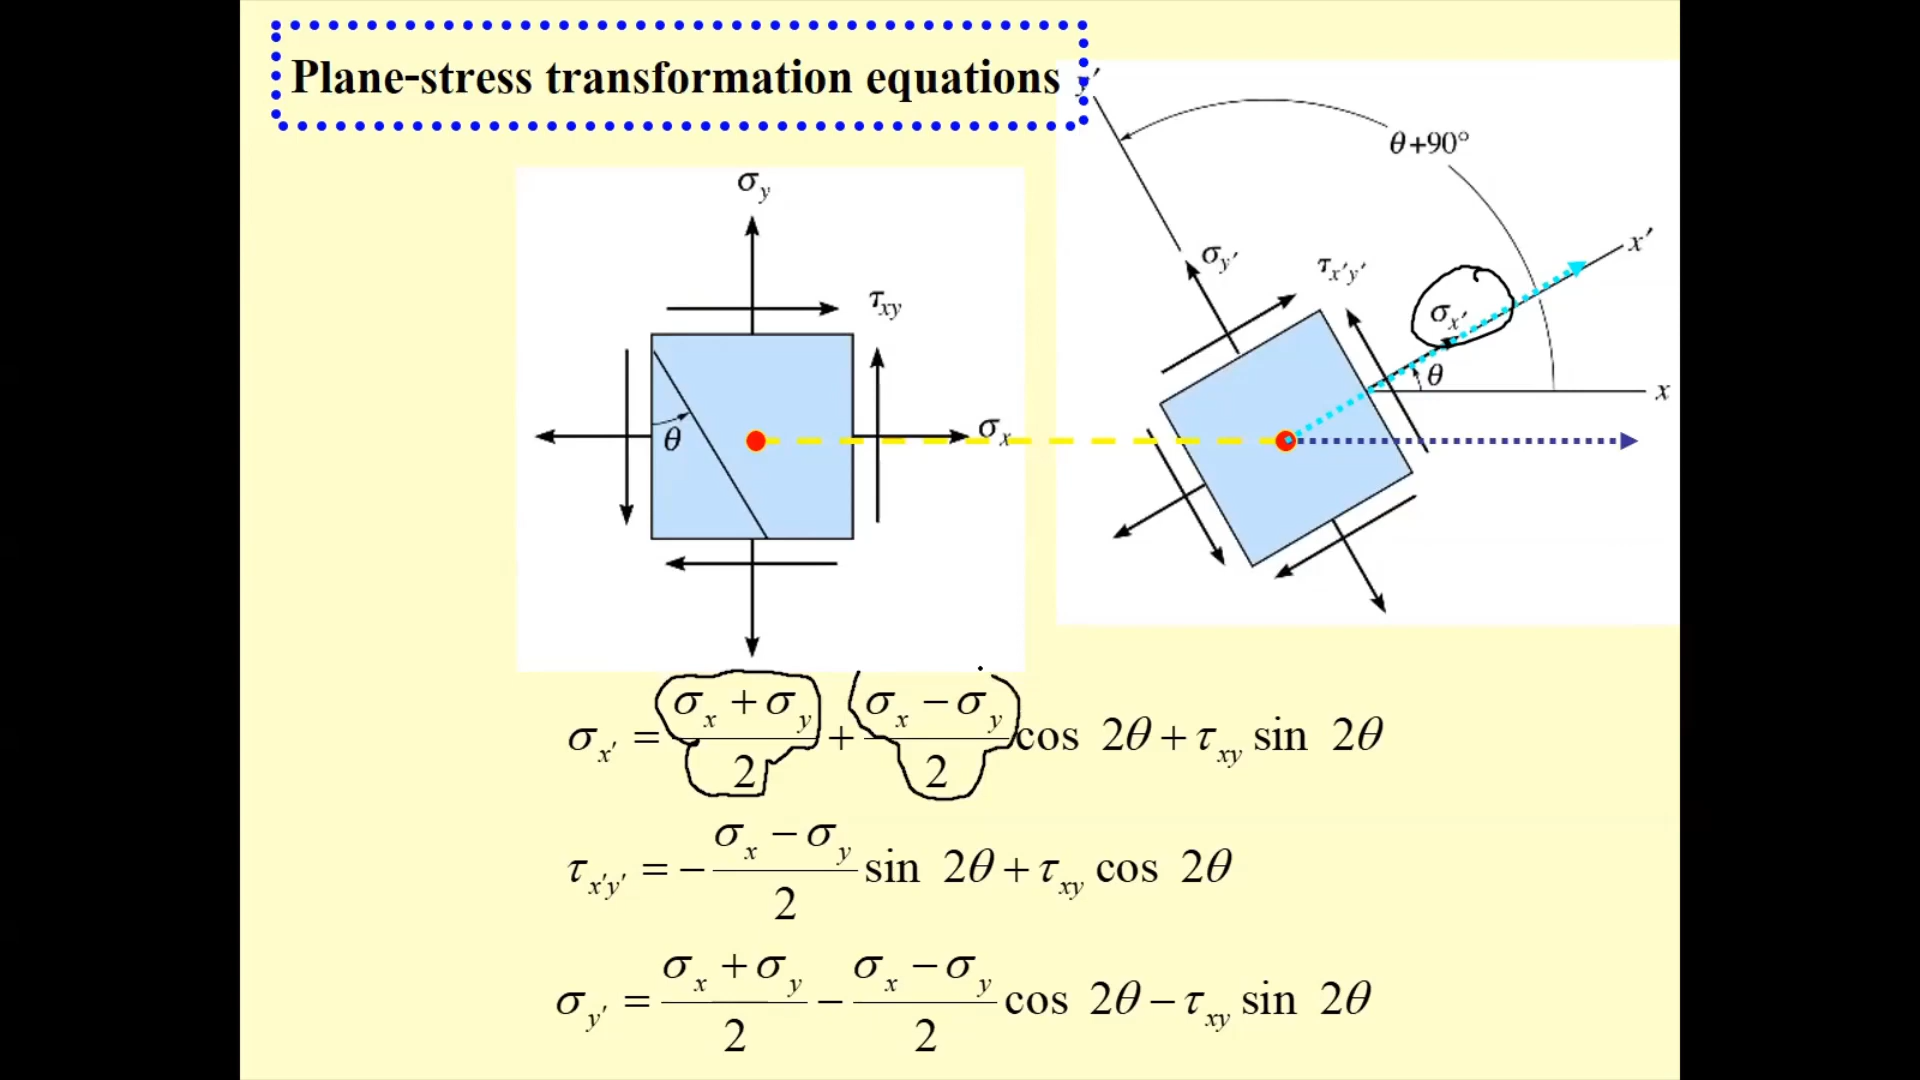 Plane-stress transformation equations
y′
θ+90°
σy
x′
σy′
τx′y′
τxy
σx′
θ
x
σx
θ
σx′ = (σx + σy)/2 + (σx − σy)/2 cos 2θ + τxy sin 2θ
τx′y′ = − (σx − σy)/2 sin 2θ + τxy cos 2θ
σy′ = (σx + σy)/2 − (σx − σy)/2 cos 2θ − τxy sin 2θ